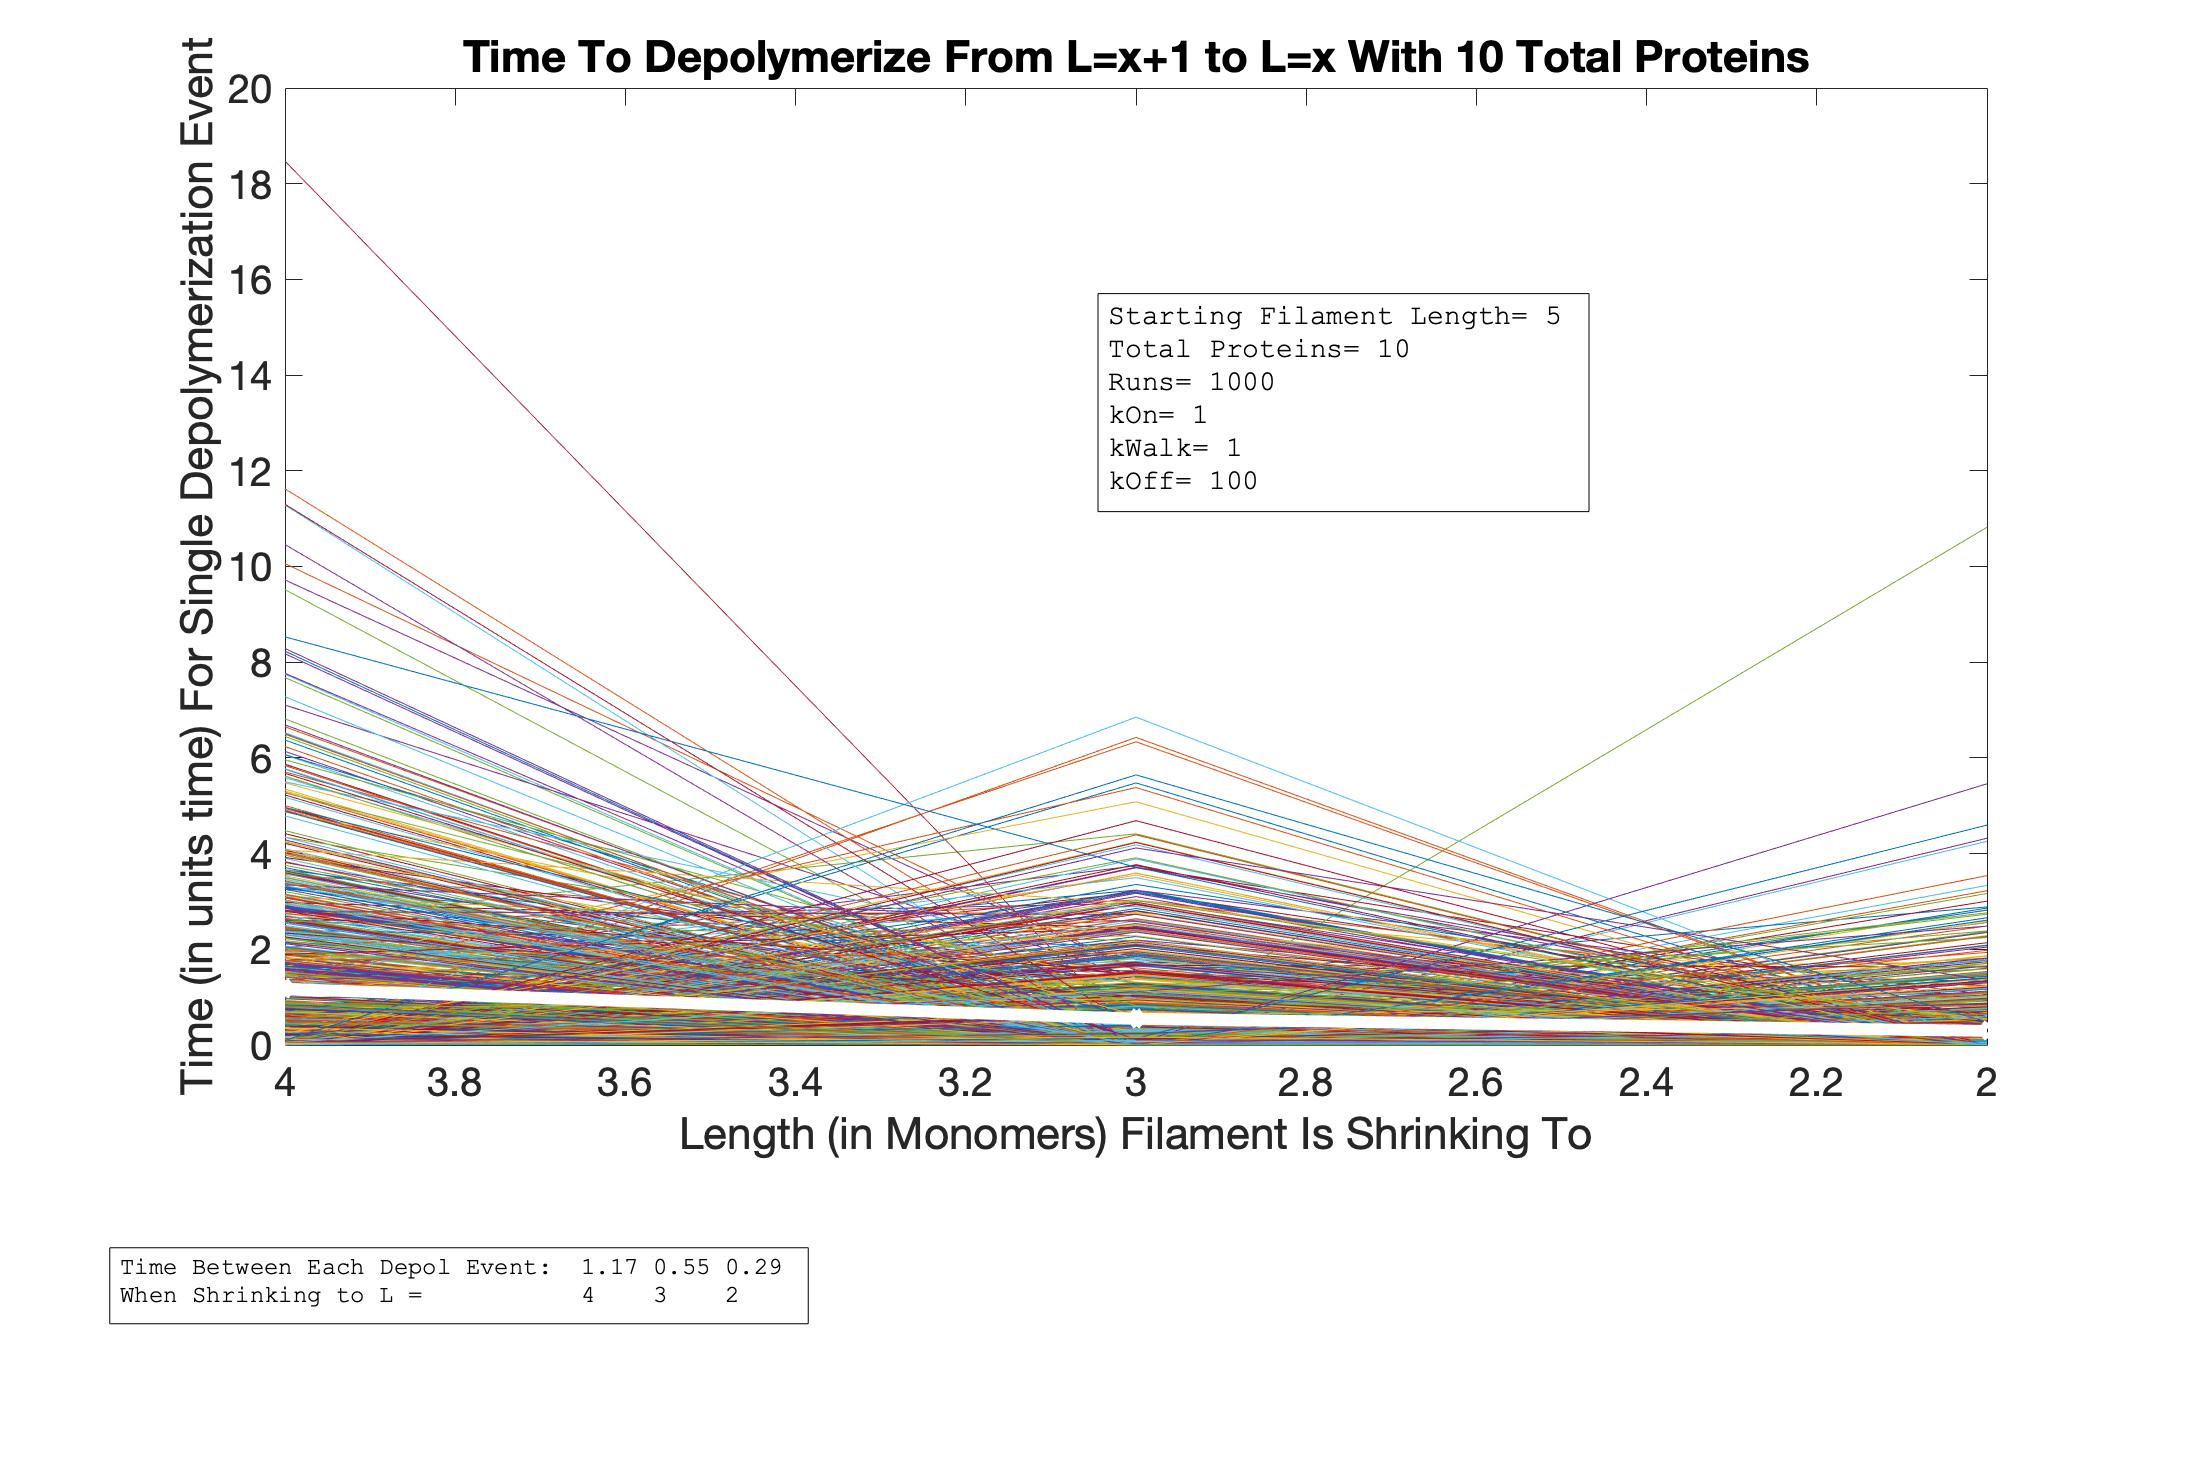 Time To Depolymerize From L=x+1 to L=x With 10 Total Proteins
Time (in units time) For Single Depolymerization Event
20
18
16
14
12
10
8
6
4
2
0
Starting Filament Length= 5
Total Proteins= 10
Runs= 1000
kOn= 1
kWalk= 1
kOff= 100
4 3.8 3.6 3.4 3.2 3 2.8 2.6 2.4 2.2 2
Length (in Monomers) Filament Is Shrinking To
Time Between Each Depol Event: 1.17 0.55 0.29
When Shrinking to L = 4 3 2